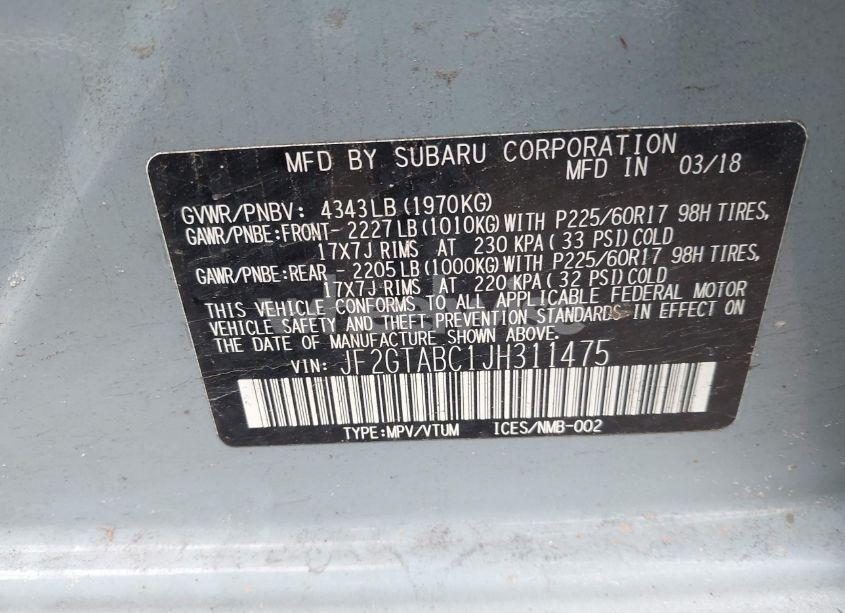 MFD BY SUBARU CORPORATION
MFD IN 03/18
GVWR/PNBV: 4343LB (1970KG)
GAWR/PNBE:FRONT- 2227LB (1010KG) WITH P225/60R17 98H TIRES,
17X7J RIMS AT 230 KPA ( 33 PSI) COLD
GAWR/PNBE:REAR - 2205LB (1000KG) WITH P225/60R17 98H TIRES,
17X7J RIMS AT 220 KPA ( 32 PSI) COLD
THIS VEHICLE CONFORMS TO ALL APPLICABLE FEDERAL MOTOR
VEHICLE SAFETY AND THEFT PREVENTION STANDARDS IN EFFECT ON
THE DATE OF MANUFACTURE SHOWN ABOVE.
VIN: JF2GTABC1JH311475
TYPE:MPV/VTUM ICES/NMB-002